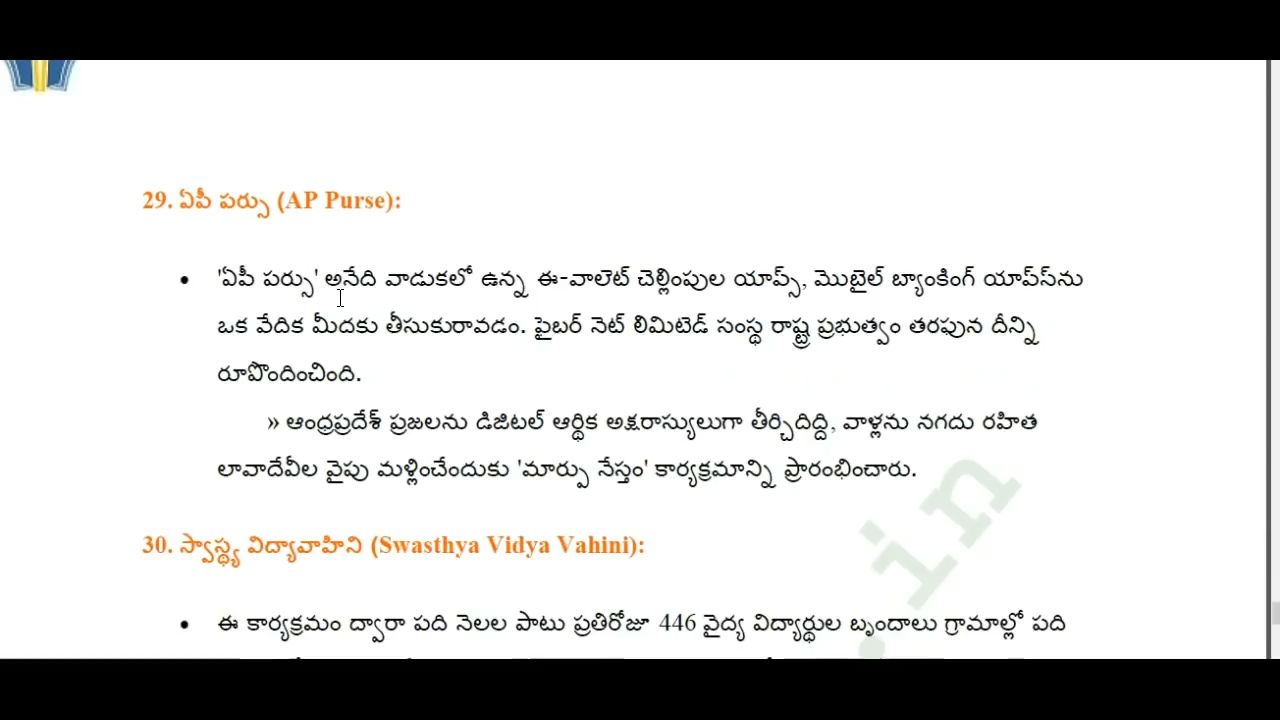 29. ఏపీ పర్సు (AP Purse):
• 'ఏపీ పర్సు' అనేది వాడుకలో ఉన్న ఈ-వాలెట్ చెల్లింపుల యాప్స్, మొబైల్ బ్యాంకింగ్ యాప్‌స్‌ను
ఒక వేదిక మీదకు తీసుకురావడం. ఫైబర్ నెట్ లిమిటెడ్ సంస్థ రాష్ట్ర ప్రభుత్వం తరఫున దీన్ని
రూపొందించింది.
» ఆంధ్రప్రదేశ్ ప్రజలను డిజిటల్ ఆర్థిక అక్షరాస్యులుగా తీర్చిదిద్ది, వాళ్లను నగదు రహిత
లావాదేవీల వైపు మళ్లించేందుకు 'మార్పు నేస్తం' కార్యక్రమాన్ని ప్రారంభించారు.
30. స్వాస్థ్య విద్యావాహిని (Swasthya Vidya Vahini):
• ఈ కార్యక్రమం ద్వారా పది నెలల పాటు ప్రతిరోజూ 446 వైద్య విద్యార్థుల బృందాలు గ్రామాల్లో పది
.in